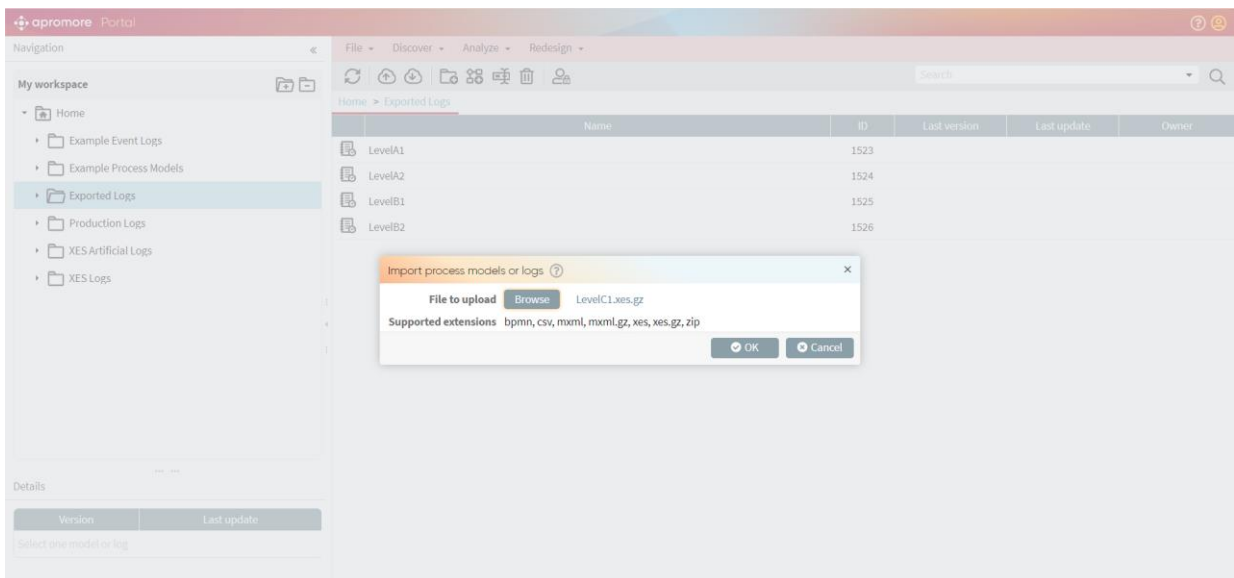 apromore Portal
Navigation
File Discover Analyze Redesign
My workspace
Search
Home > Exported Logs
Home
Name ID Last version Last update Owner
Example Event Logs
LevelA1 1523
Example Process Models
LevelA2 1524
Exported Logs
LevelB1 1525
Production Logs
LevelB2 1526
XES Artificial Logs
XES Logs
Import process models or logs ?
File to upload Browse LevelC1.xes.gz
Supported extensions bpmn, csv, mxml, mxml.gz, xes, xes.gz, zip
OK Cancel
Details
Version Last update
Select one model or log